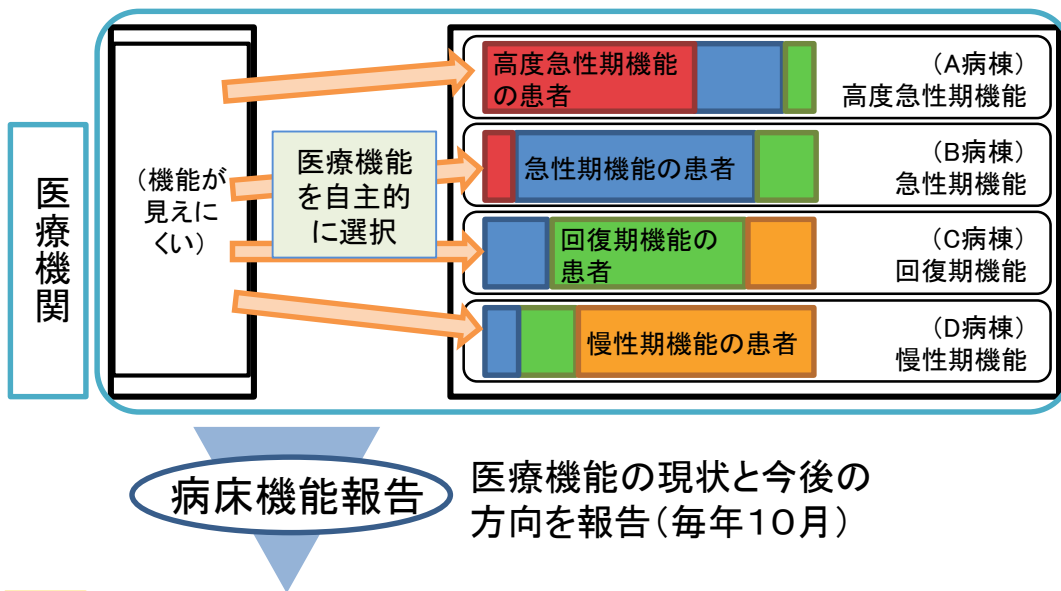 医療機関
（機能が
見えに
くい）
医療機能
を自主的
に選択
高度急性期機能
の患者
（A病棟）
高度急性期機能
急性期機能の患者
（B病棟）
急性期機能
回復期機能の
患者
（C病棟）
回復期機能
慢性期機能の患者
（D病棟）
慢性期機能
病床機能報告
医療機能の現状と今後の
方向を報告（毎年１０月）